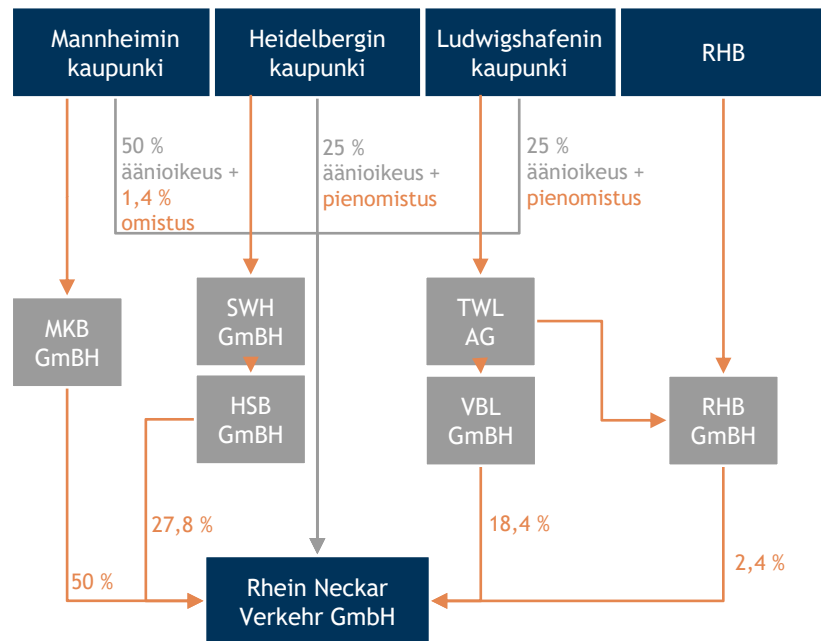 Mannheimin
kaupunki
Heidelbergin
kaupunki
Ludwigshafenin
kaupunki
RHB
50 %
äänioikeus +
1,4 %
omistus
25 %
äänioikeus +
pienomistus
25 %
äänioikeus +
pienomistus
MKB
GmBH
SWH
GmBH
TWL
AG
HSB
GmBH
VBL
GmBH
RHB
GmBH
27,8 %
18,4 %
50 %
2,4 %
Rhein Neckar
Verkehr GmbH